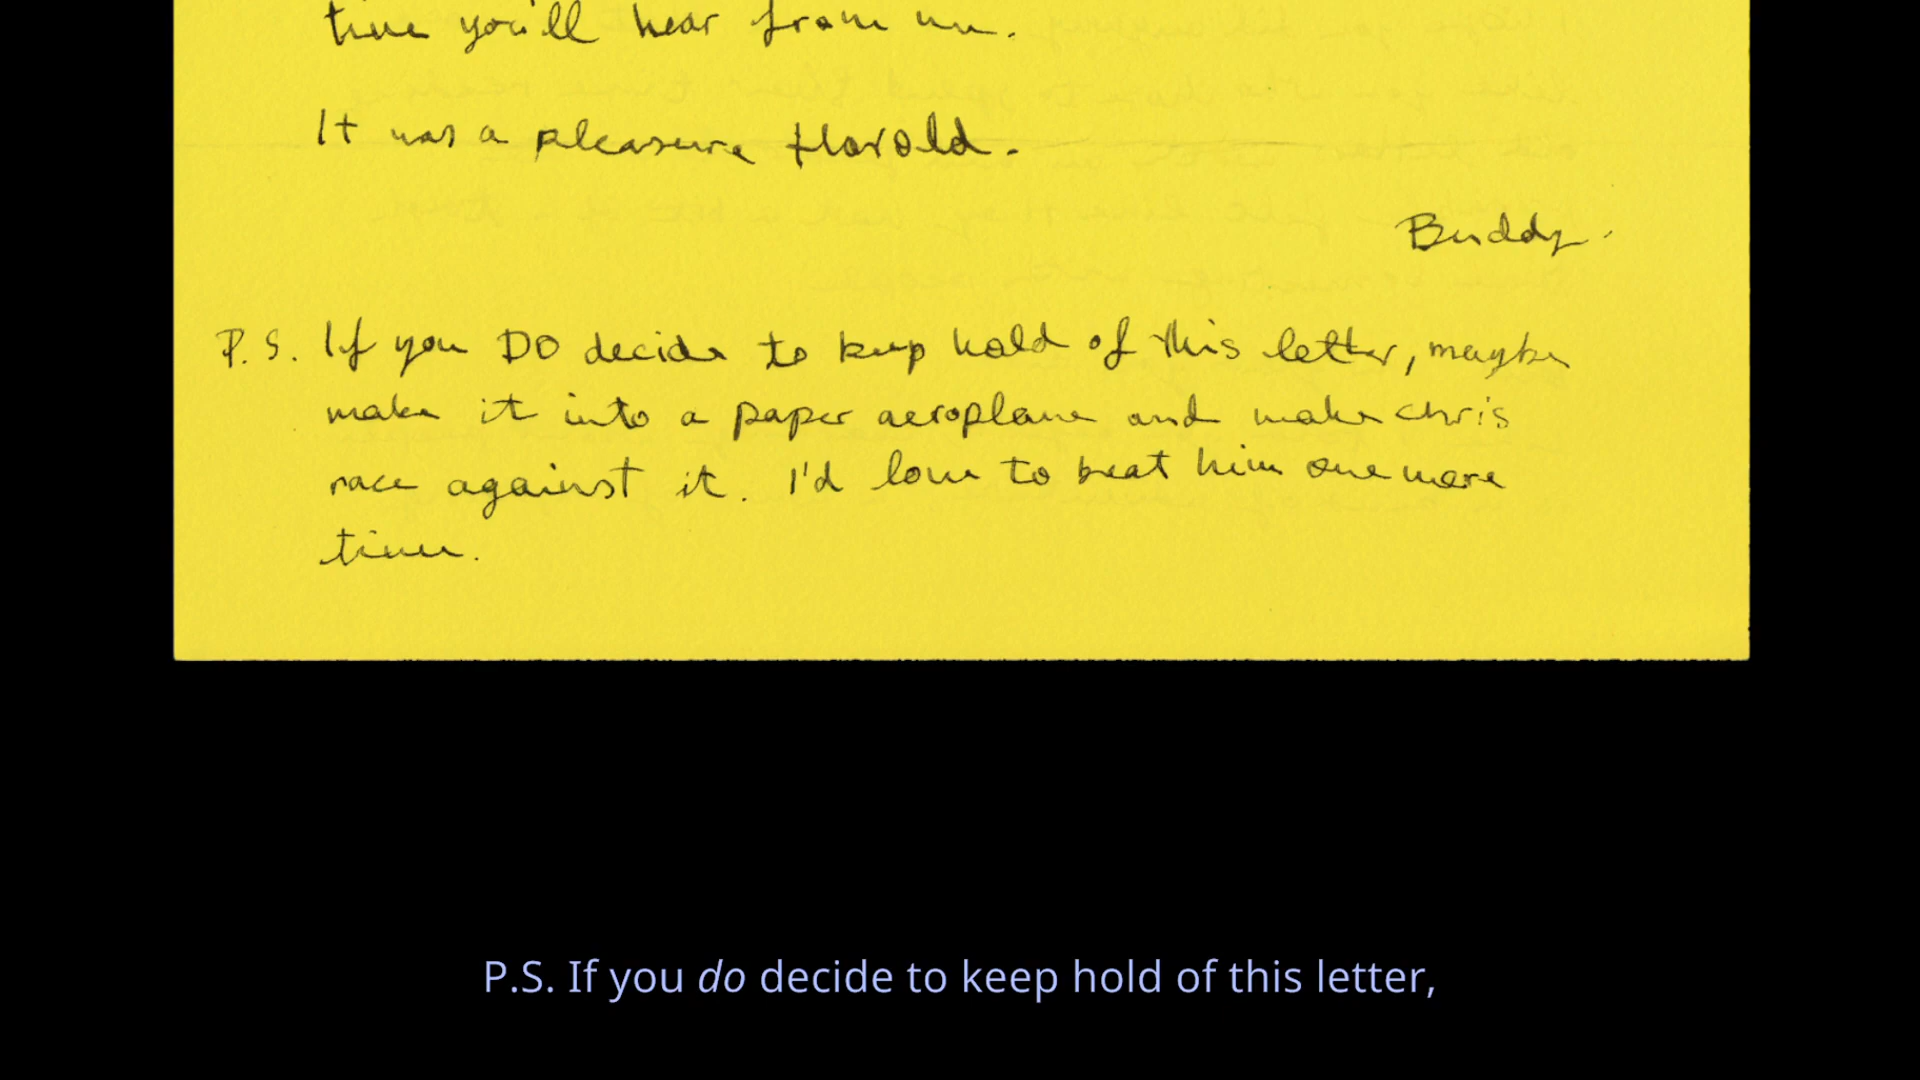 time you'll hear from me.
It was a pleasure Harold.
Buddy.
P.S. If you DO decide to keep hold of this letter, maybe
make it into a paper aeroplane and make chris
race against it. I'd love to beat him one more
time.
P.S. If you do decide to keep hold of this letter,